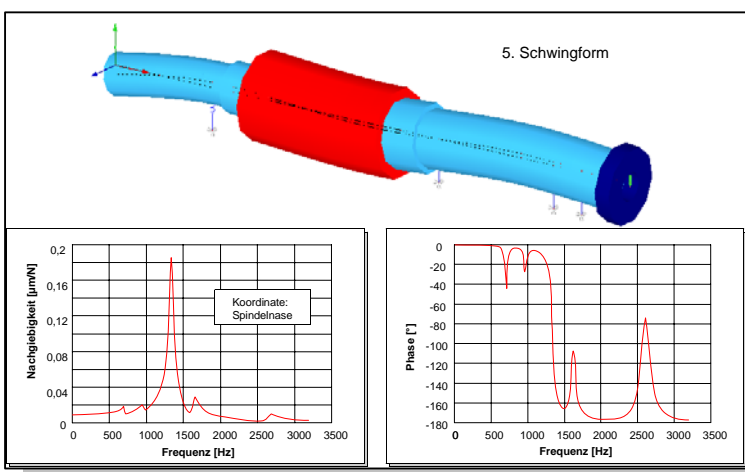 5. Schwingform
0,2
0,16
0,12
0,08
0,04
0
Nachgiebigkeit [µm/N]
Koordinate:
Spindelnase
0 500 1000 1500 2000 2500 3000 3500
Frequenz [Hz]
0
-20
-40
-60
-80
-100
-120
-140
-160
-180
Phase [°]
0 500 1000 1500 2000 2500 3000 3500
Frequenz [Hz]